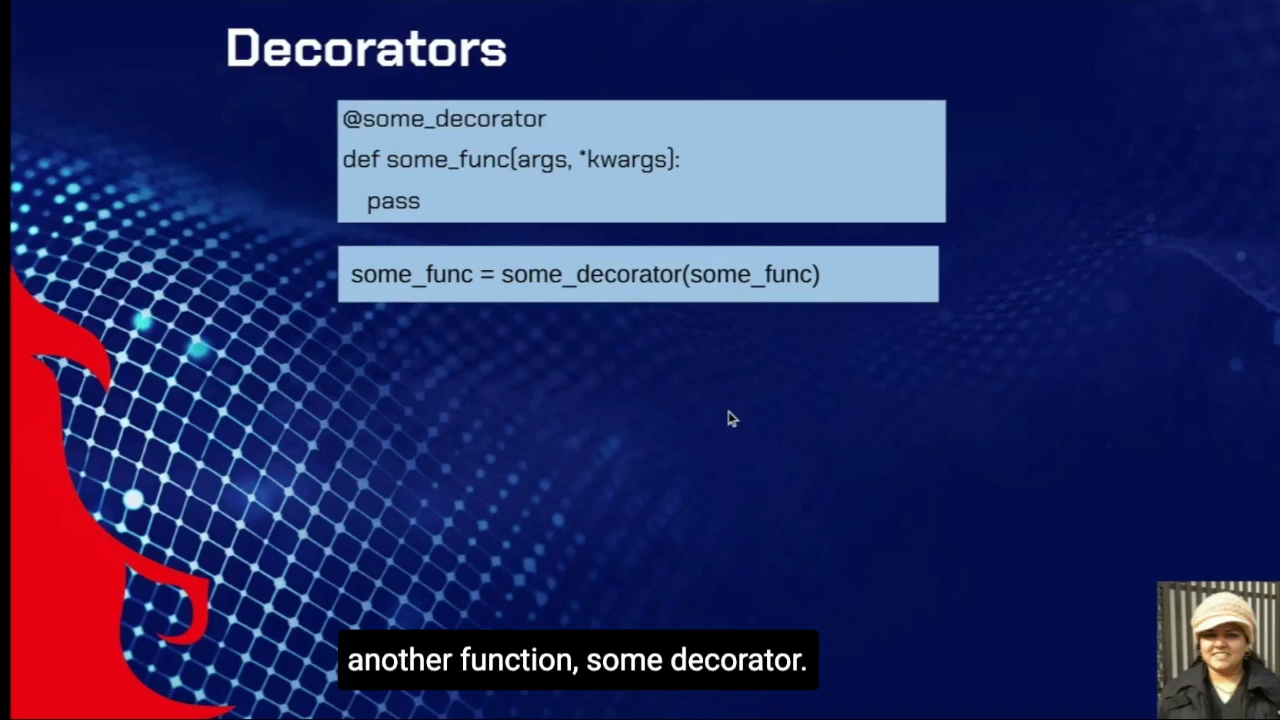 Decorators
@some_decorator
def some_func(args, *kwargs):
pass
some_func = some_decorator(some_func)
another function, some decorator.